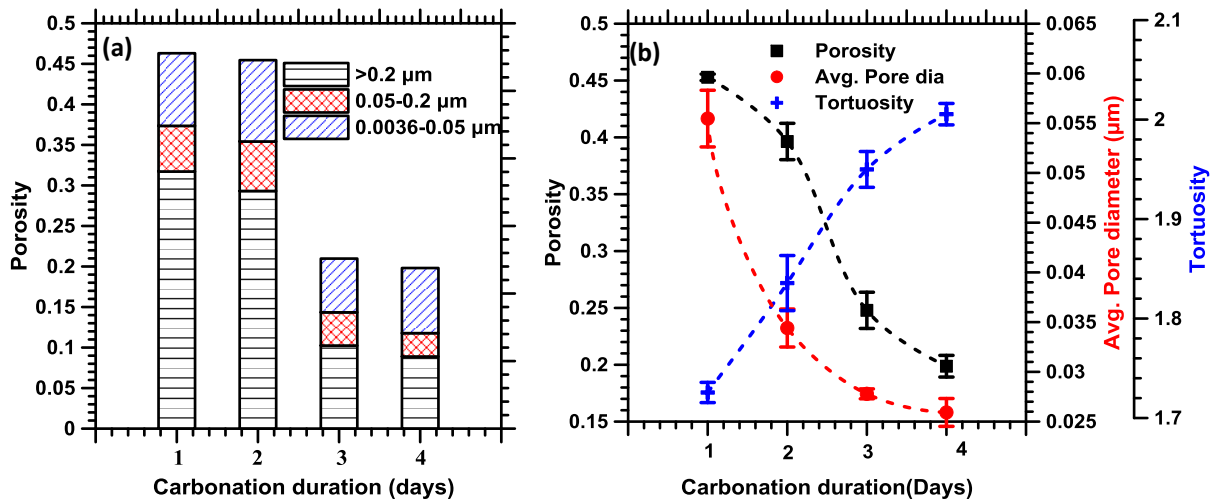 (a)
Porosity
0.5
0.45
0.4
0.35
0.3
0.25
0.2
0.15
0.1
0.05
0
>0.2 µm
0.05-0.2 µm
0.0036-0.05 µm
1 2 3 4
Carbonation duration (days)
(b)
Porosity
0.5
0.45
0.4
0.35
0.3
0.25
0.2
0.15
Porosity
Avg. Pore dia
Tortuosity
1 2 3 4
Carbonation duration(Days)
0.065
0.06
0.055
0.05
0.045
0.04
0.035
0.03
0.025
Avg. Pore diameter (µm)
2.1
2
1.9
1.8
1.7
Tortuosity